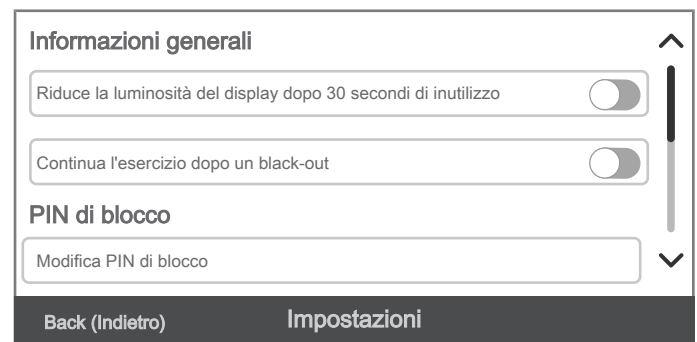 Informazioni generali
Riduce la luminosità del display dopo 30 secondi di inutilizzo
Continua l'esercizio dopo un black-out
PIN di blocco
Modifica PIN di blocco
Back (Indietro) Impostazioni